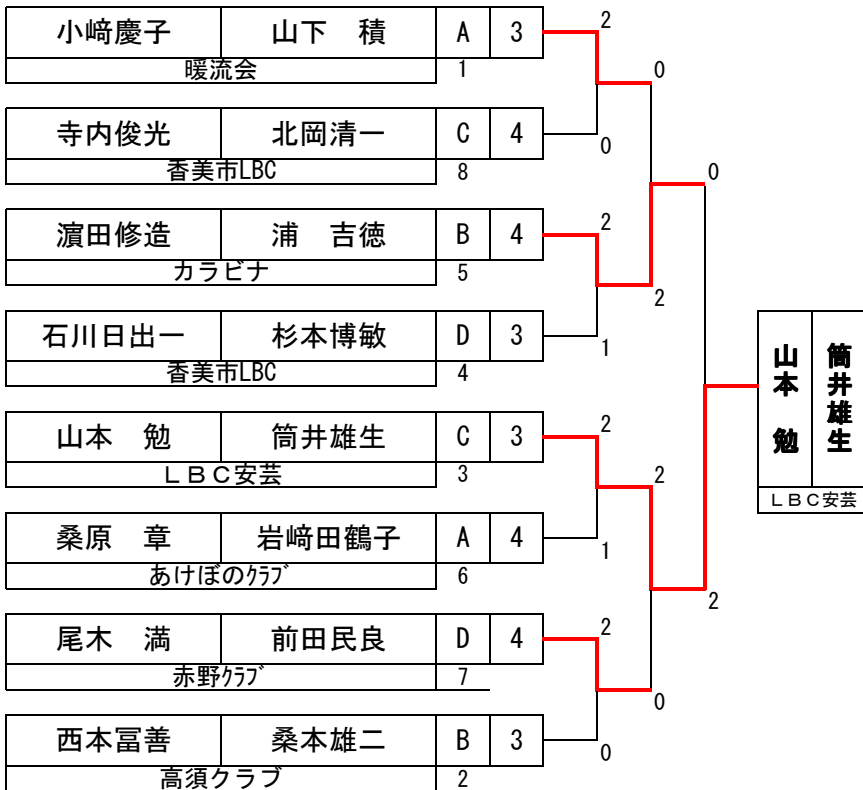 小﨑慶子 山下 積 A 3
暖流会 1
2
0
寺内俊光 北岡清一 C 4
香美市LBC 8
0
0
濵田修造 浦 吉徳 B 4
カラビナ 5
2
2
石川日出一 杉本博敏 D 3
香美市LBC 4
1
山本 勉 筒井雄生 C 3
LBC安芸 3
2
2
桑原 章 岩﨑田鶴子 A 4
あけぼのクラブ 6
1
2
尾木 満 前田民良 D 4
赤野クラブ 7
2
0
西本冨善 桑本雄二 B 3
高須クラブ 2
0
山本 勉
筒井雄生
LBC安芸